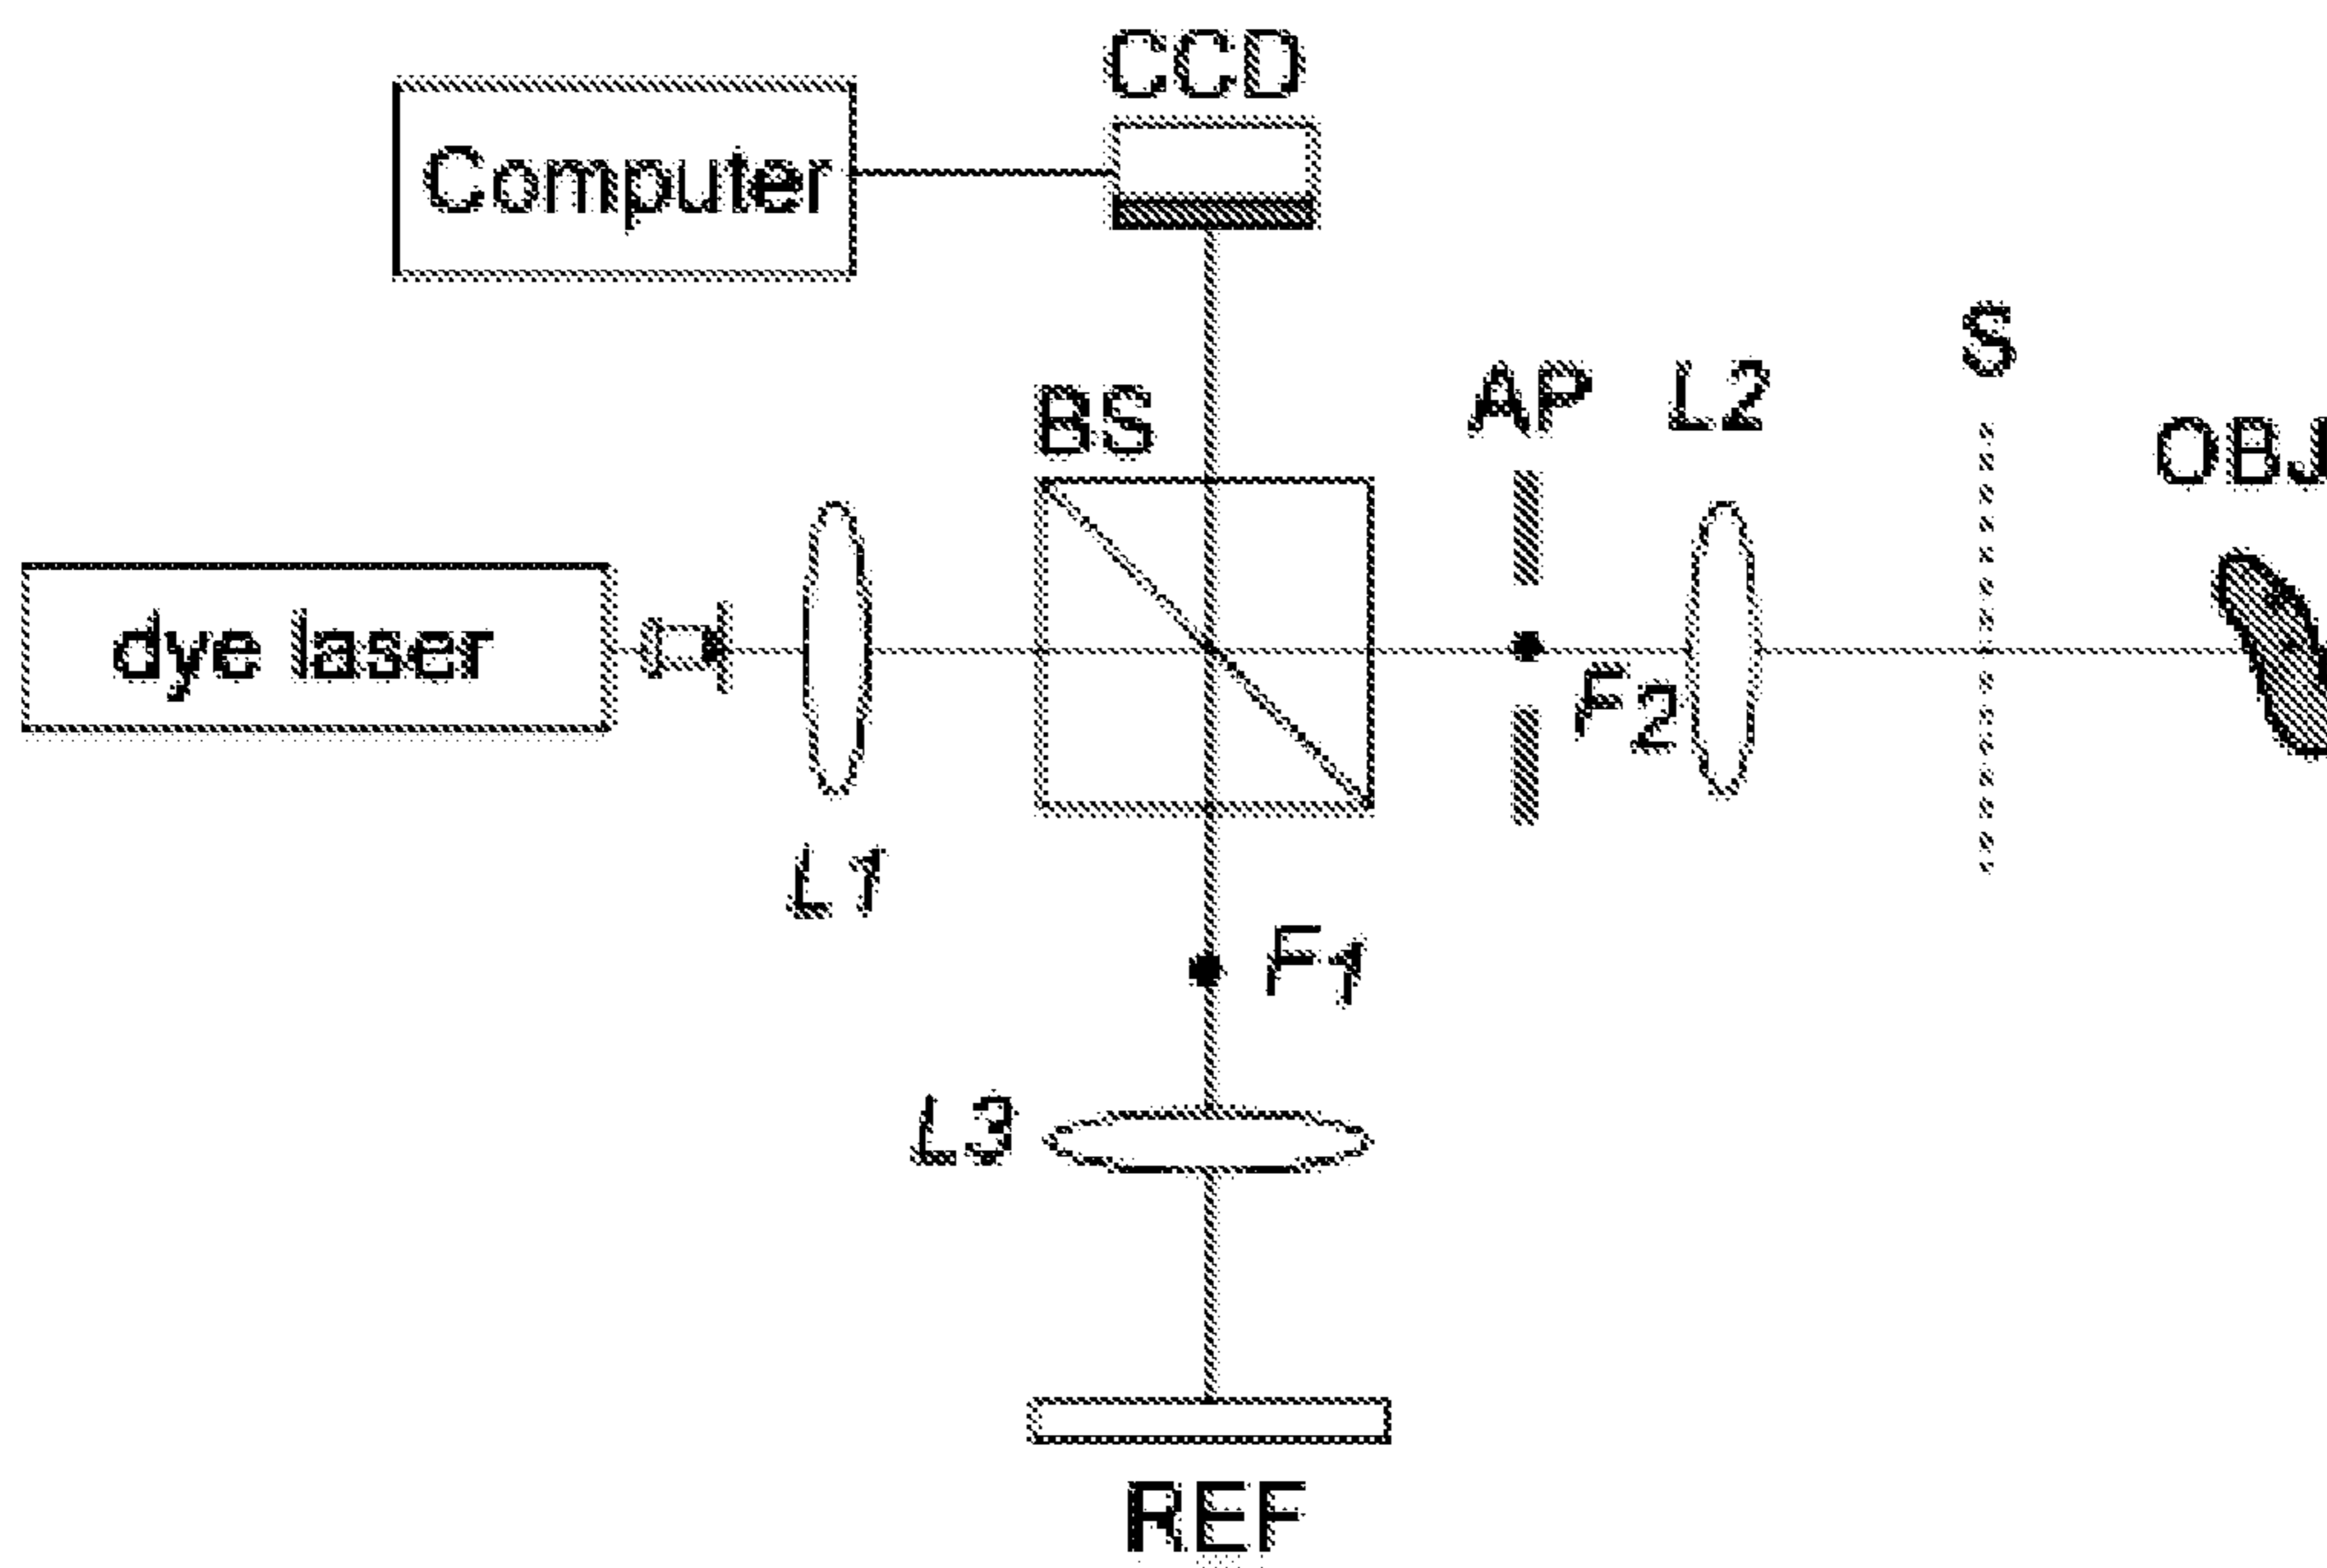 CCD
Computer
S
BS
AP
L2
OBJ
dye laser
F2
L1
F1
L3
REF